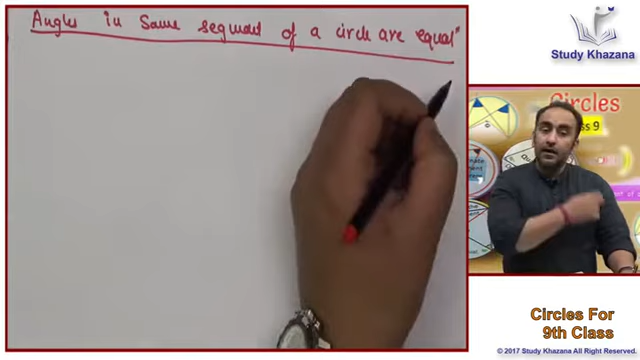 Angles in Same segment of a circle are equal"
Study Khazana
Circles
Class 9
Circles For
9th Class
© 2017 Study Khazana All Right Reserved.